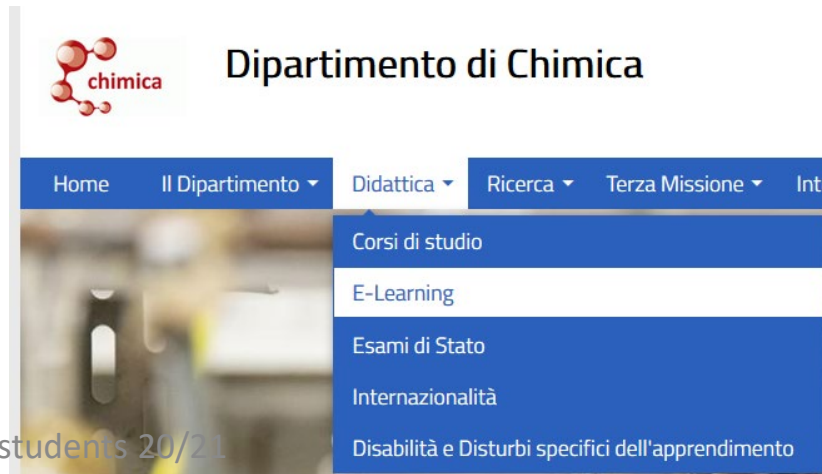 chimica
Dipartimento di Chimica
Home Il Dipartimento Didattica Ricerca Terza Missione Int
Corsi di studio
E-Learning
Esami di Stato
Internazionalità
students 20/21
Disabilità e Disturbi specifici dell'apprendimento